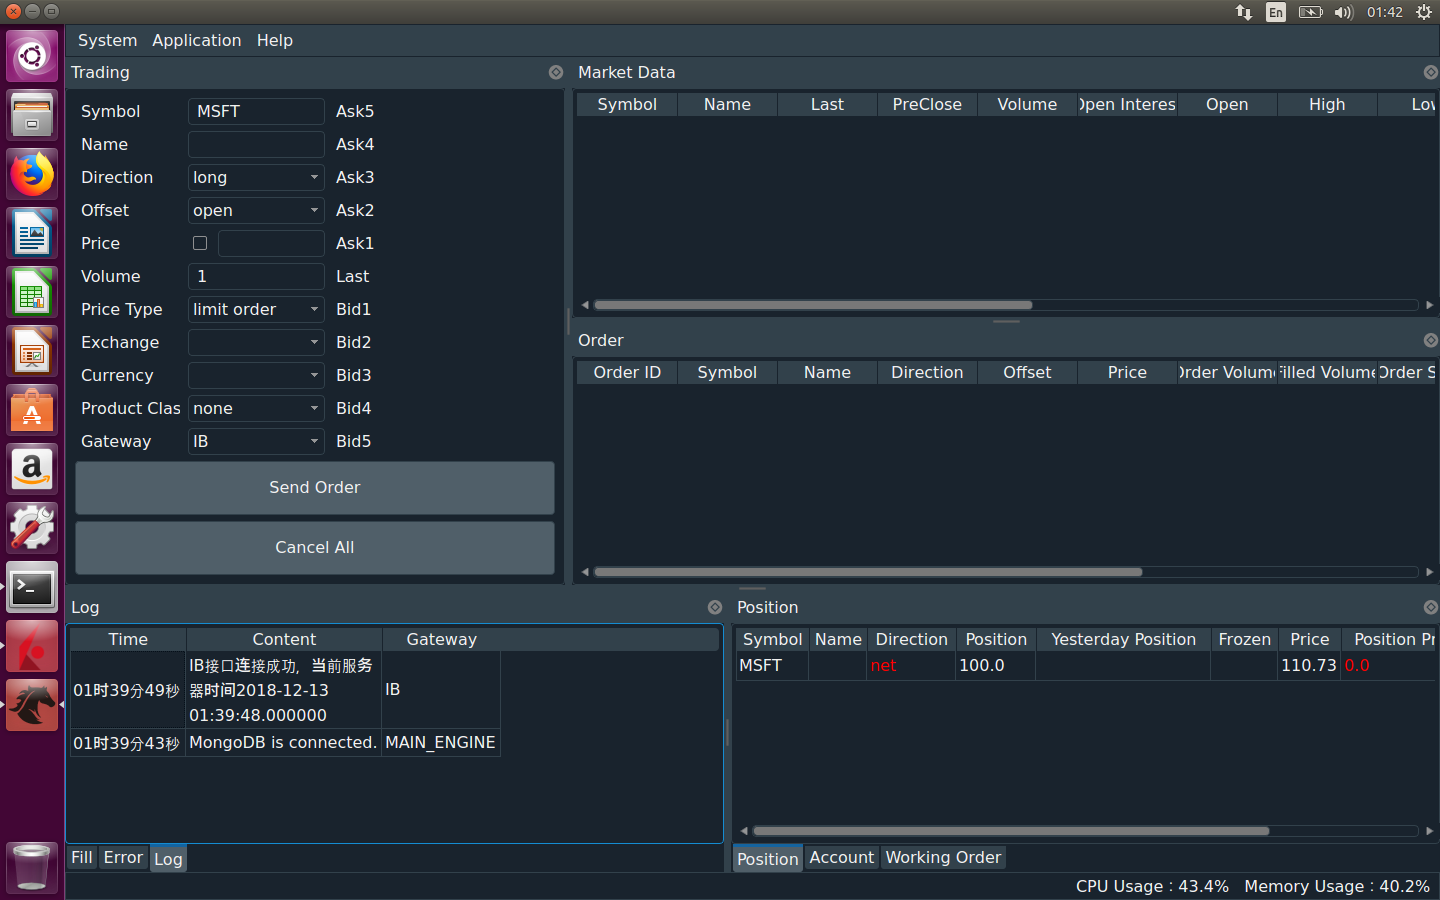 En
01:42
System Application Help
Trading
Symbol MSFT Ask5
Name Ask4
Direction long Ask3
Offset open Ask2
Price Ask1
Volume 1 Last
Price Type limit order Bid1
Exchange Bid2
Currency Bid3
Product Clas none Bid4
Gateway IB Bid5
Send Order
Cancel All
Market Data
Symbol Name Last PreClose Volume Open Interes Open High Lov
Order
Order ID Symbol Name Direction Offset Price Order Volum Filled Volume Order S
Log
Time Content Gateway
01时39分49秒 IB接口连接成功，当前服务
器时间2018-12-13
01:39:48.000000 IB
01时39分43秒 MongoDB is connected. MAIN_ENGINE
Fill Error Log
Position
Symbol Name Direction Position Yesterday Position Frozen Price Position Pr
MSFT net 100.0 110.73 0.0
Position Account Working Order
CPU Usage : 43.4% Memory Usage : 40.2%